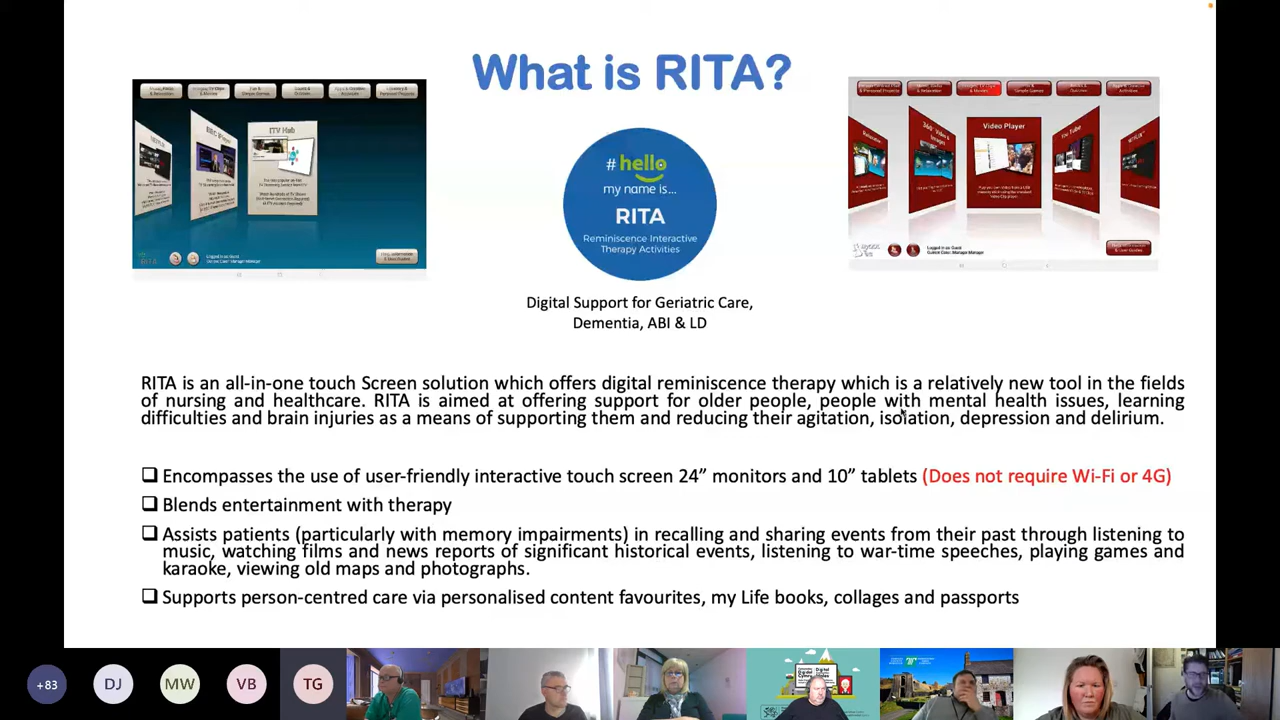 What is RITA?
ITV Hub
360° Video & Images
Video Player
You Tube
RITA
# hello
my name is...
RITA
Reminiscence Interactive
Therapy Activities
Digital Support for Geriatric Care,
Dementia, ABI & LD
RITA is an all-in-one touch Screen solution which offers digital reminiscence therapy which is a relatively new tool in the fields
of nursing and healthcare. RITA is aimed at offering support for older people, people with mental health issues, learning
difficulties and brain injuries as a means of supporting them and reducing their agitation, isolation, depression and delirium.
Encompasses the use of user-friendly interactive touch screen 24” monitors and 10” tablets (Does not require Wi-Fi or 4G)
Blends entertainment with therapy
Assists patients (particularly with memory impairments) in recalling and sharing events from their past through listening to
music, watching films and news reports of significant historical events, listening to war-time speeches, playing games and
karaoke, viewing old maps and photographs.
Supports person-centred care via personalised content favourites, my Life books, collages and passports
+83
DJ
MW
VB
TG